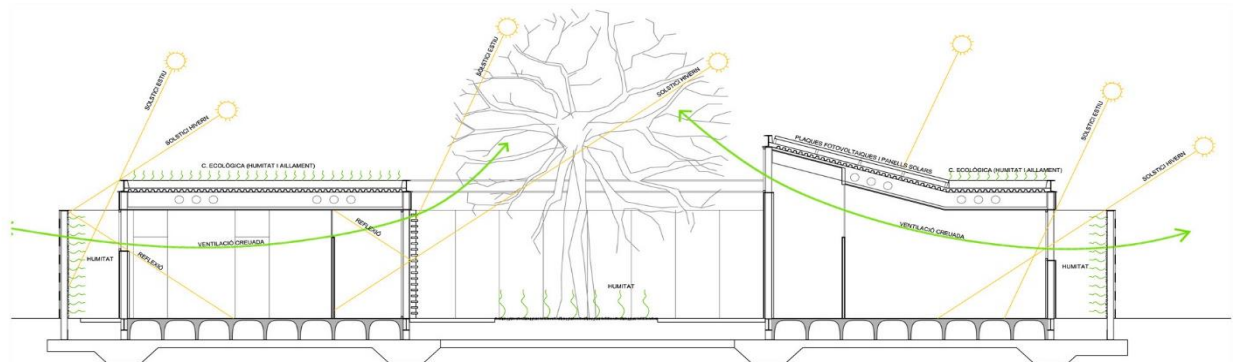 SOLSTICI ESTIU
SOLSTICI HIVERN
C. ECOLÒGICA (HUMITAT I AILLAMENT)
HUMITAT
VENTILACIÓ CREUADA
REFLEXIÓ
REFLEXIÓ
SOLSTICI ESTIU
SOLSTICI HIVERN
HUMITAT
PLAQUES FOTOVOLTAIQUES I PANELLS SOLARS
C. ECOLÒGICA (HUMITAT I AILLAMENT)
VENTILACIÓ CREUADA
SOLSTICI ESTIU
SOLSTICI HIVERN
HUMITAT